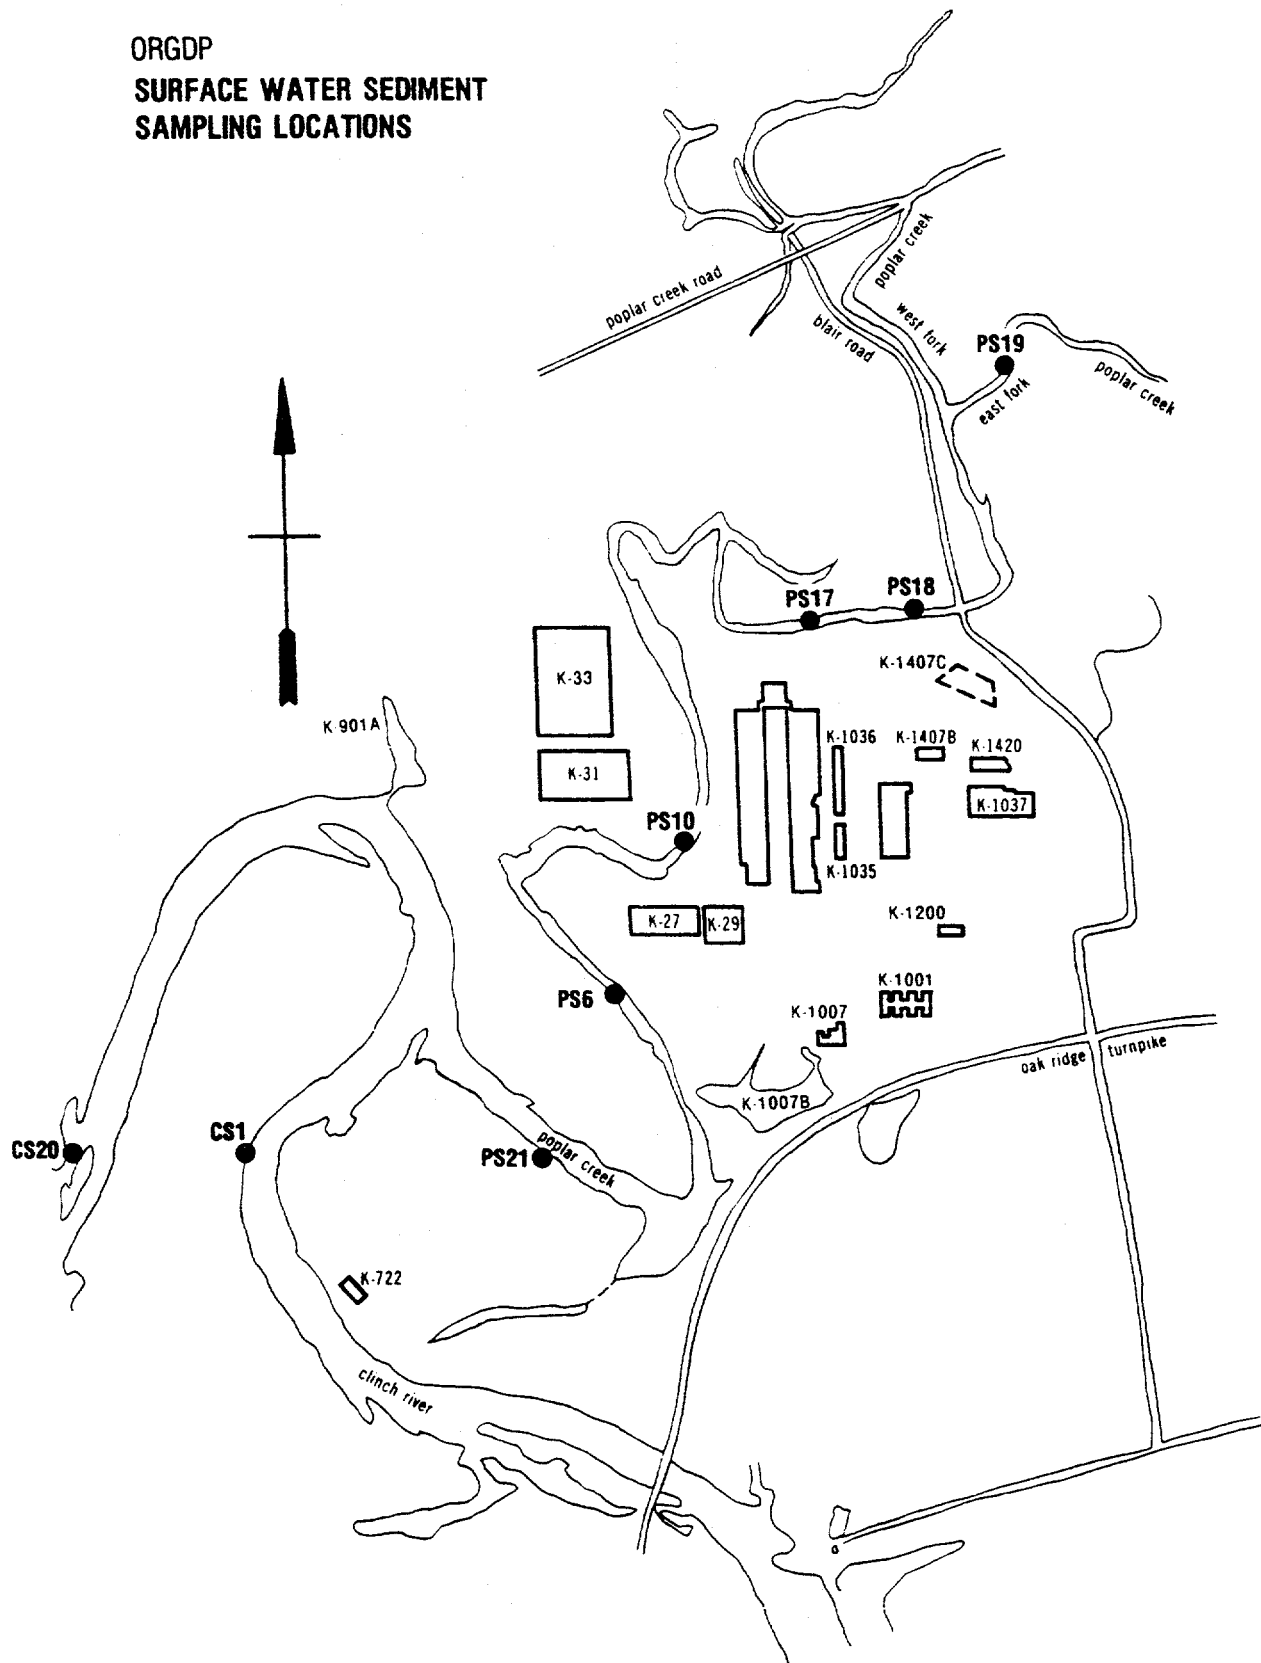 ORGDP
SURFACE WATER SEDIMENT
SAMPLING LOCATIONS
poplar creek road
poplar creek
west fork
blair road
PS19
poplar creek
east fork
PS18
PS17
K-1407C
K-33
K-901A
K-1036
K-1407B
K-1420
K-31
K-1037
PS10
K-1035
K-27
K-29
K-1200
PS6
K-1001
K-1007
oak ridge turnpike
K-1007B
CS20
CS1
PS21
poplar creek
K-722
clinch river